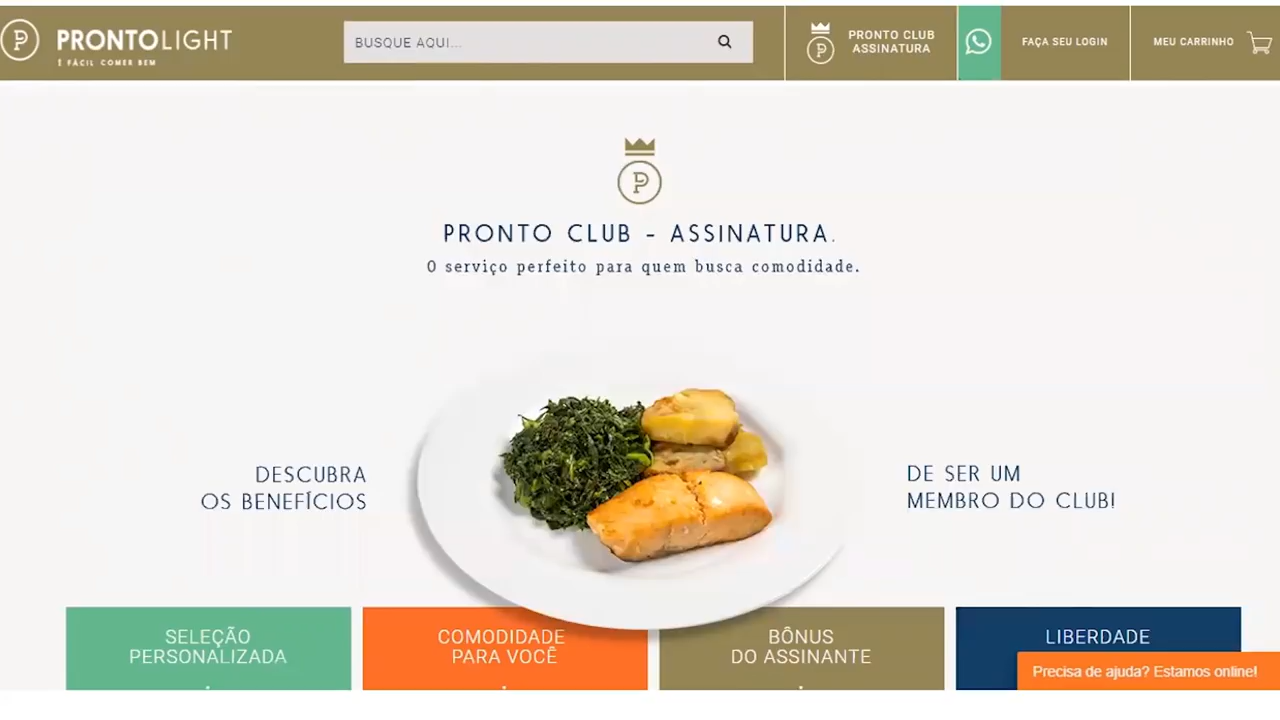 PRONTOLIGHT
É FÁCIL COMER BEM
BUSQUE AQUI...
PRONTO CLUB
ASSINATURA
FAÇA SEU LOGIN
MEU CARRINHO
P
PRONTO CLUB - ASSINATURA.
O serviço perfeito para quem busca comodidade.
DESCUBRA
OS BENEFÍCIOS
DE SER UM
MEMBRO DO CLUB!
SELEÇÃO
PERSONALIZADA
COMODIDADE
PARA VOCÊ
BÔNUS
DO ASSINANTE
LIBERDADE
Precisa de ajuda? Estamos online!